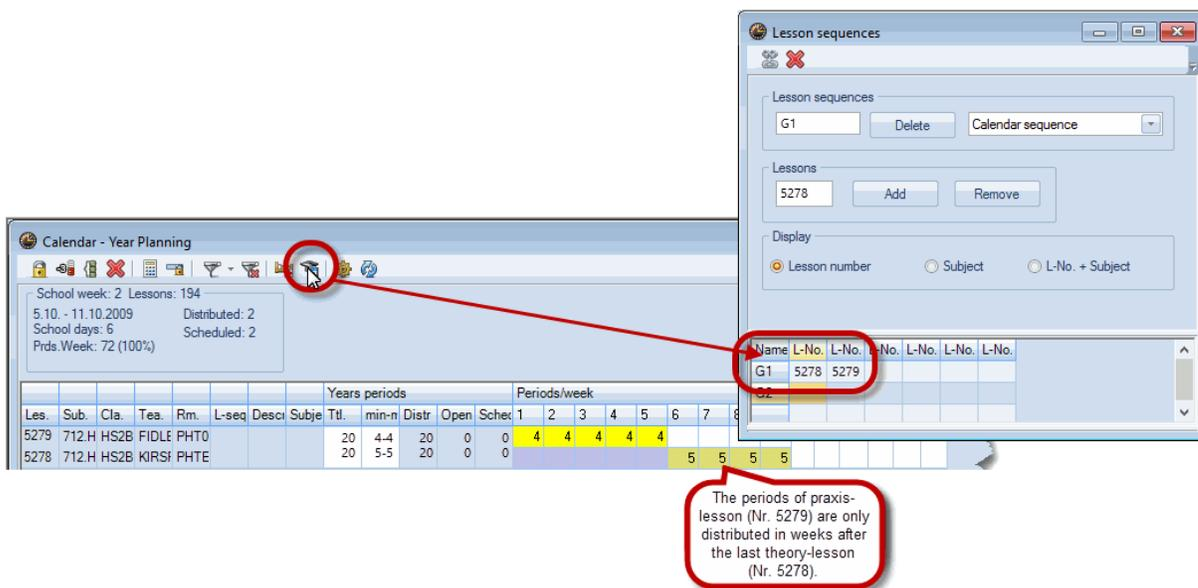 Lesson sequences
Lesson sequences
G1 Delete Calendar sequence
Lessons
5278 Add Remove
Display
Lesson number Subject L-No. + Subject
Name L-No. L-No. L-No. L-No. L-No. L-No.
G1 5278 5279
G2
Calendar - Year Planning
School week: 2 Lessons: 194
5.10. - 11.10.2009 Distributed: 2
School days: 6 Scheduled: 2
Prds.Week: 72 (100%)
Years periods Periods/week
Les. Sub. Cla. Tea. Rm. L-seq Descr Subje Ttl. min-m Distr Open Sched 1 2 3 4 5 6 7 8
5279 712.H HS2B FIDLE PHT0 20 4-4 20 0 0 4 4 4 4 4
5278 712.H HS2B KIRSF PHTE 20 5-5 20 0 0 5 5 5 5
The periods of praxis-
lesson (Nr. 5279) are only
distributed in weeks after
the last theory-lesson
(Nr. 5278).